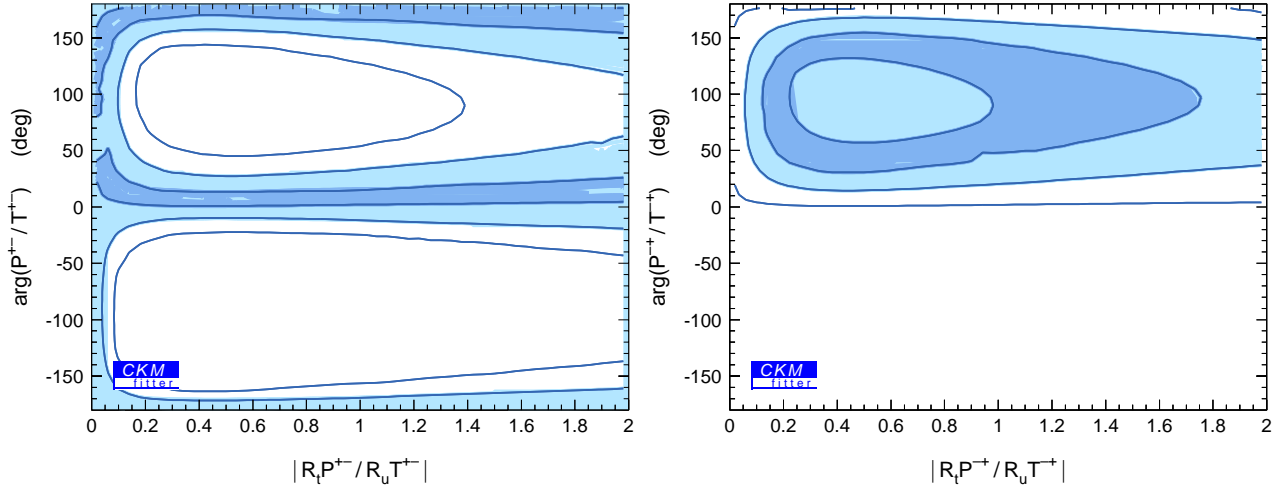 150
100
50
0
-50
-100
-150
arg(P⁺⁻ / T⁺⁻) (deg)
CKM
fitter
0 0.2 0.4 0.6 0.8 1 1.2 1.4 1.6 1.8 2
| RₜP⁺⁻ / RᵤT⁺⁻ |
150
100
50
0
-50
-100
-150
arg(P⁻⁺ / T⁻⁺) (deg)
CKM
fitter
0 0.2 0.4 0.6 0.8 1 1.2 1.4 1.6 1.8 2
| RₜP⁻⁺ / RᵤT⁻⁺ |